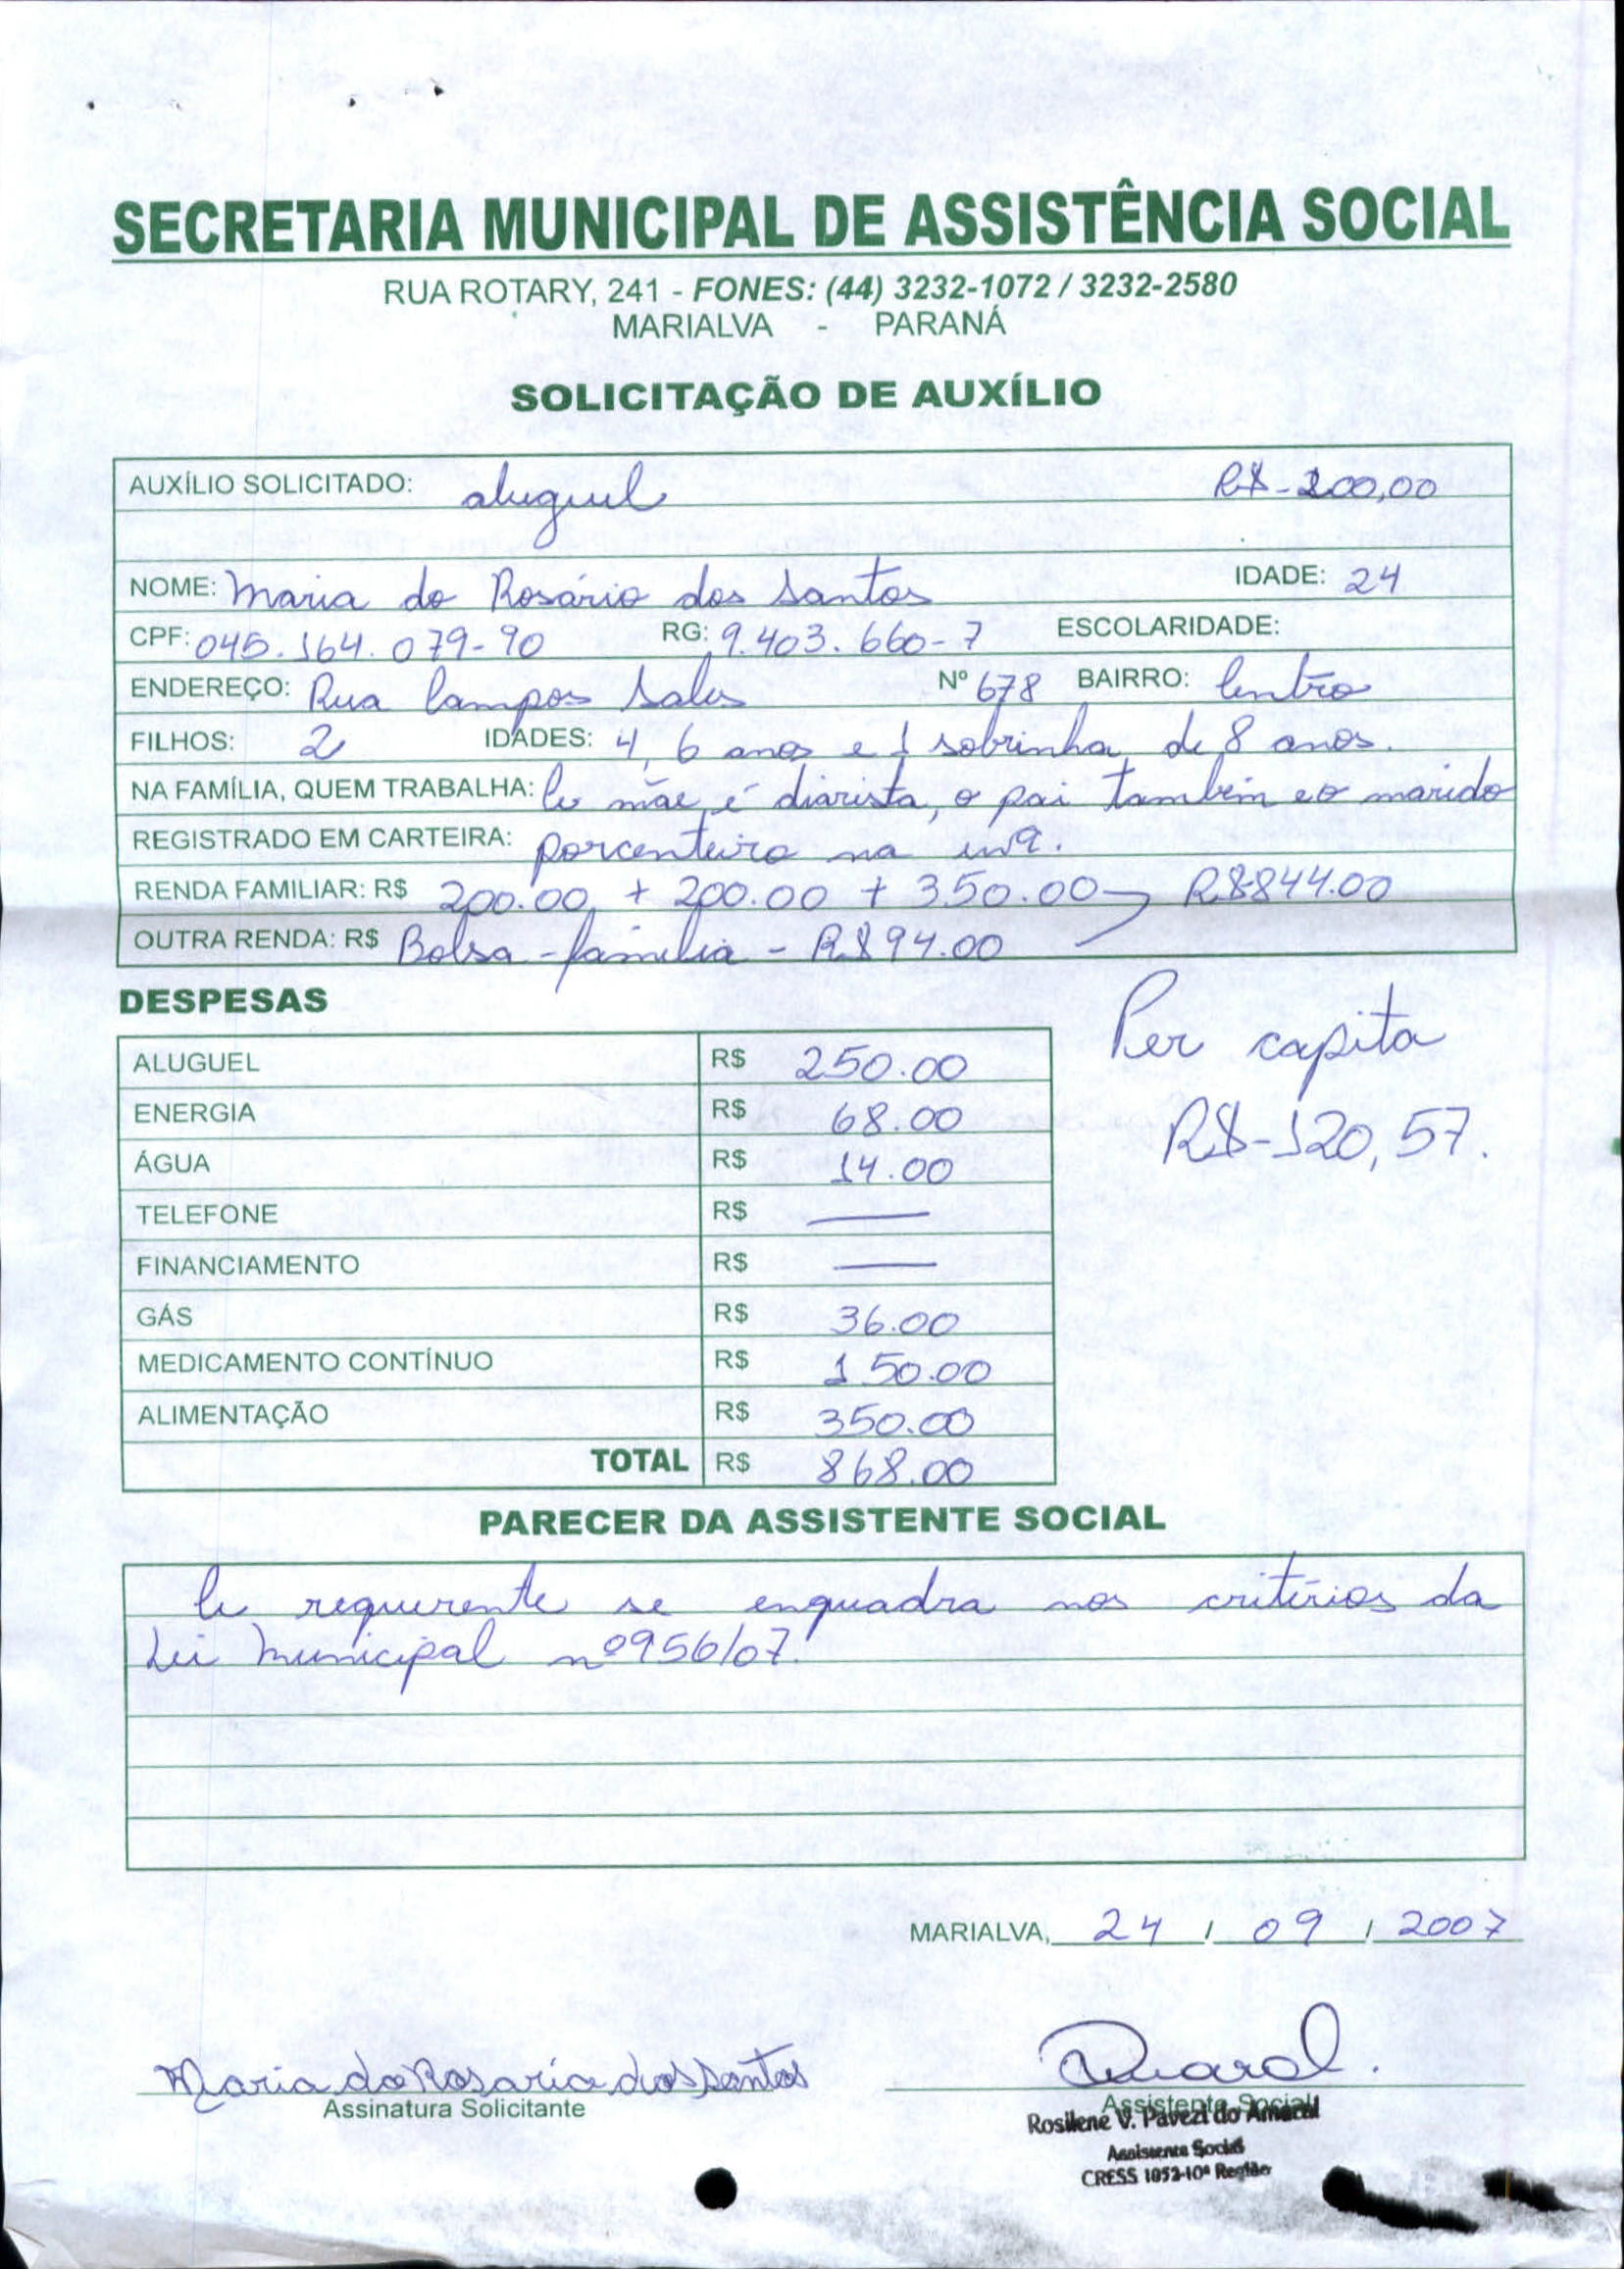 SECRETARIA MUNICIPAL DE ASSISTÊNCIA SOCIAL
RUA ROTARY, 241 - FONES: (44) 3232-1072 / 3232-2580
MARIALVA - PARANÁ
SOLICITAÇÃO DE AUXÍLIO
AUXÍLIO SOLICITADO: aluguel R$-200,00
NOME: Maria do Rosário dos Santos IDADE: 24
CPF: 045.164.079-90 RG: 9.403.660-7 ESCOLARIDADE:
ENDEREÇO: Rua Campos Sales Nº 678 BAIRRO: Centro
FILHOS: 2 IDADES: 4, 6 anos e 1 sobrinha de 8 anos.
NA FAMÍLIA, QUEM TRABALHA: A mãe é diarista, o pai também e o marido
REGISTRADO EM CARTEIRA: porcenteiro na uva.
RENDA FAMILIAR: R$ 200.00 + 200.00 + 350.00 R$844.00
OUTRA RENDA: R$ Bolsa-família - R$94.00
DESPESAS
Per capita
R$-120,57.
ALUGUEL R$ 250.00
ENERGIA R$ 68.00
ÁGUA R$ 14.00
TELEFONE R$ —
FINANCIAMENTO R$ —
GÁS R$ 36.00
MEDICAMENTO CONTÍNUO R$ 150.00
ALIMENTAÇÃO R$ 350.00
TOTAL R$ 868.00
PARECER DA ASSISTENTE SOCIAL
A requerente se enquadra nos critérios da
Lei Municipal nº956/07.
MARIALVA, 24 / 09 / 2007
Maria do Rosario dos Santos
Assinatura Solicitante
Assistente Social
Rosilene V. Pavezi do Amaral
Assistente Social
CRESS 1052-10ª Região